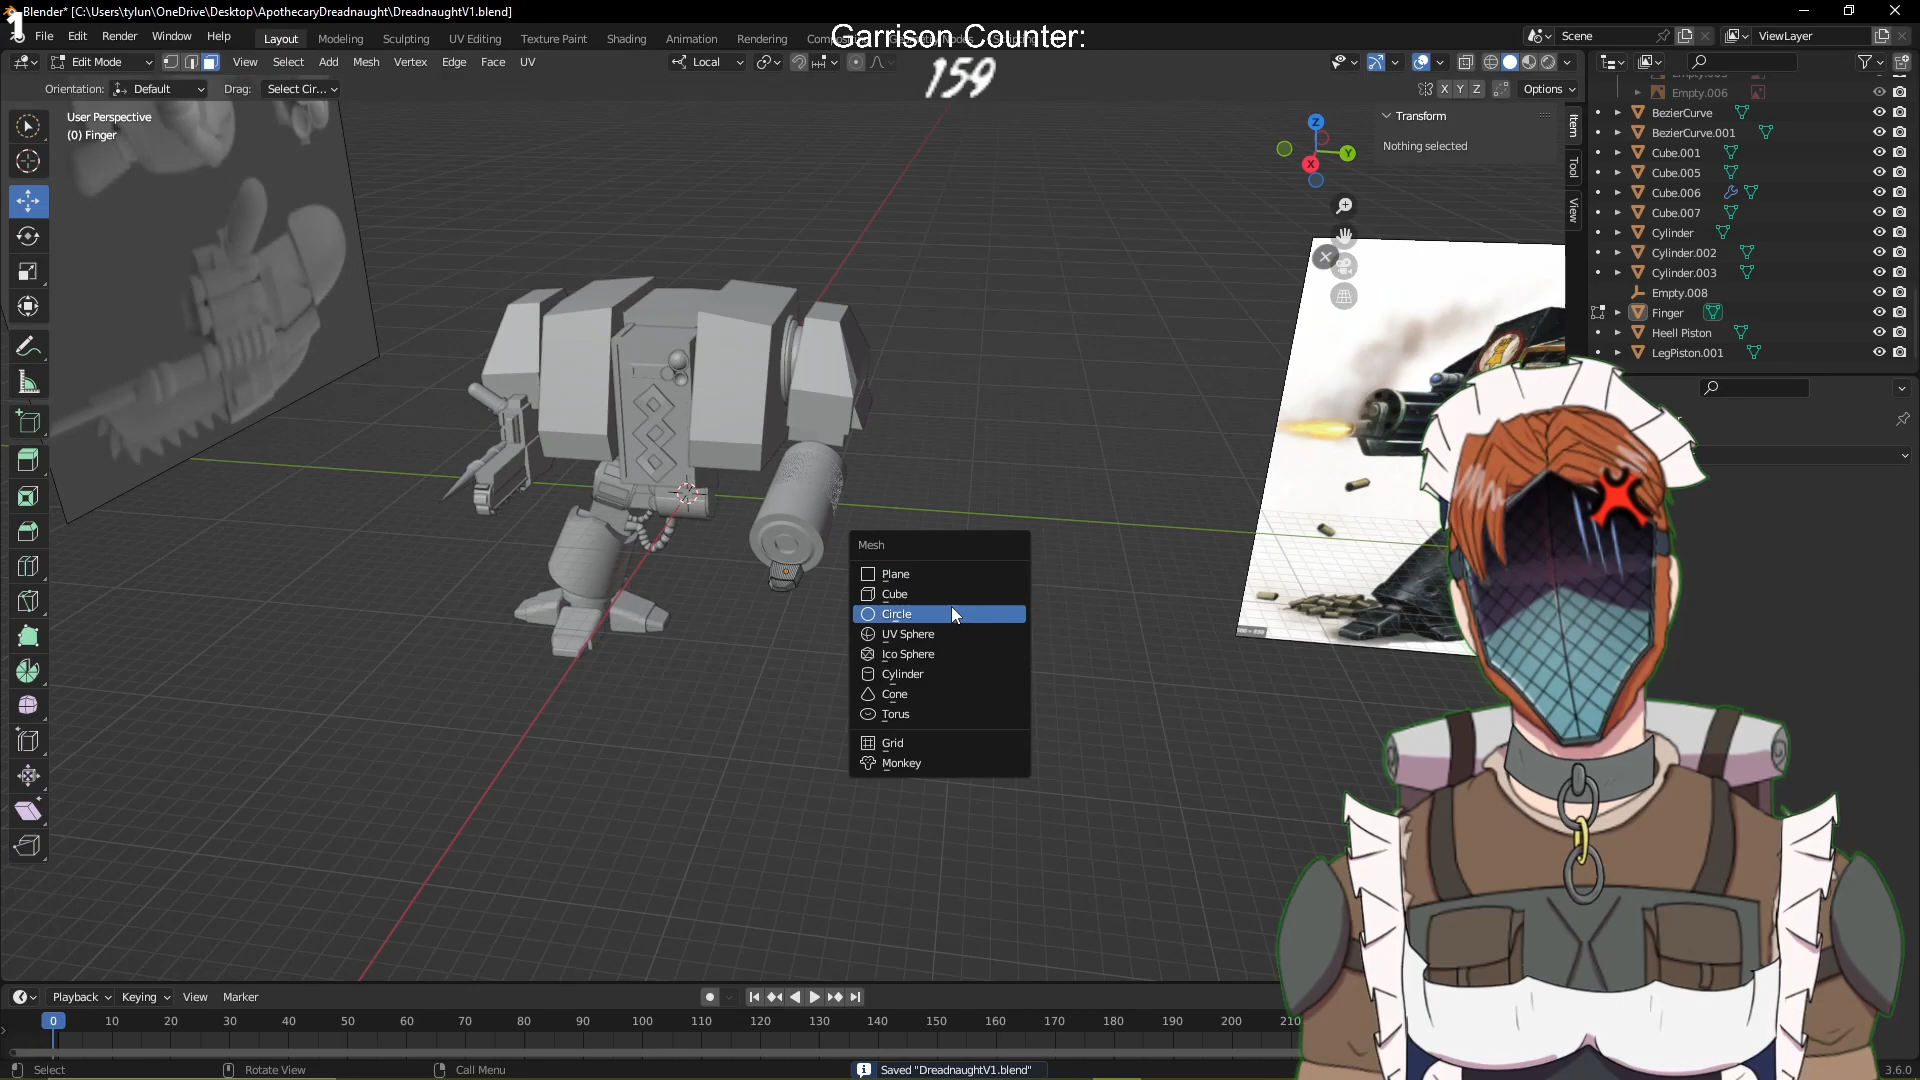 1
Blender* [C:\Users\tylun\OneDrive\Desktop\ApothecaryDreadnaught\DreadnaughtV1.blend]
File Edit Render Window Help
Layout Modeling Sculpting UV Editing Texture Paint Shading Animation Rendering
Garrison Counter:
159
Scene
ViewLayer
Edit Mode View Select Add Mesh Vertex Edge Face UV
Local
Orientation: Default Drag: Select Cir...
X Y Z Options
User Perspective
(0) Finger
Z
Y
X
Transform
Nothing selected
Item
Tool
View
Empty.006
BezierCurve
BezierCurve.001
Cube.001
Cube.005
Cube.006
Cube.007
Cylinder
Cylinder.002
Cylinder.003
Empty.008
Finger
Heell Piston
LegPiston.001
Mesh
Plane
Cube
Circle
UV Sphere
Ico Sphere
Cylinder
Cone
Torus
Grid
Monkey
Playback Keying View Marker
0 10 20 30 40 50 60 70 80 90 100 110 120 130 140 150 160 170 180 190 200 210
Select Rotate View Call Menu Saved "DreadnaughtV1.blend" 3.6.0